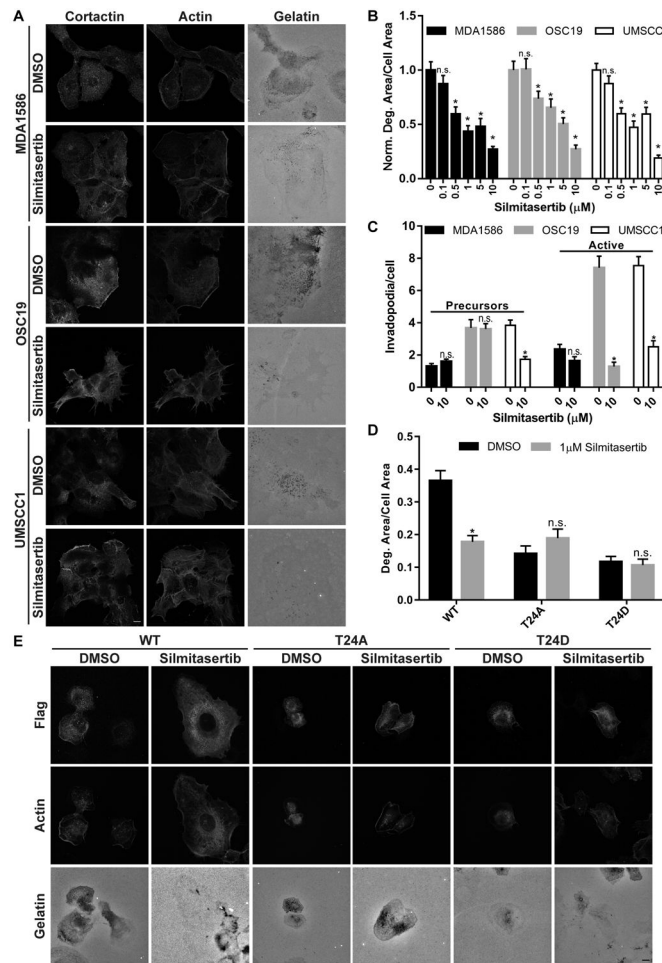 A
Cortactin Actin Gelatin
MDA1586
DMSO
Silmitasertib
OSC19
DMSO
Silmitasertib
UMSCC1
DMSO
Silmitasertib
B
MDA1586 OSC19 UMSCC
Norm. Deg. Area/Cell Area
1.5
1.0
0.5
0.0
n.s. * * * *
n.s. * * * *
n.s. * * * *
0 0.1 0.5 1 5 10 0 0.1 0.5 1 5 10 0 0.1 0.5 1 5 10
Silmitasertib (μM)
C
MDA1586 OSC19 UMSCC1
Invadopodia/cell
10
8
6
4
2
0
Precursors
Active
n.s. n.s. * n.s. * *
0 10 0 10 0 10 0 10 0 10 0 10
Silmitasertib (μM)
D
DMSO 1μM Silmitasertib
Deg. Area/Cell Area
0.5
0.4
0.3
0.2
0.1
0.0
* n.s. n.s.
WT T24A T24D
E
WT T24A T24D
DMSO Silmitasertib DMSO Silmitasertib DMSO Silmitasertib
Flag
Actin
Gelatin